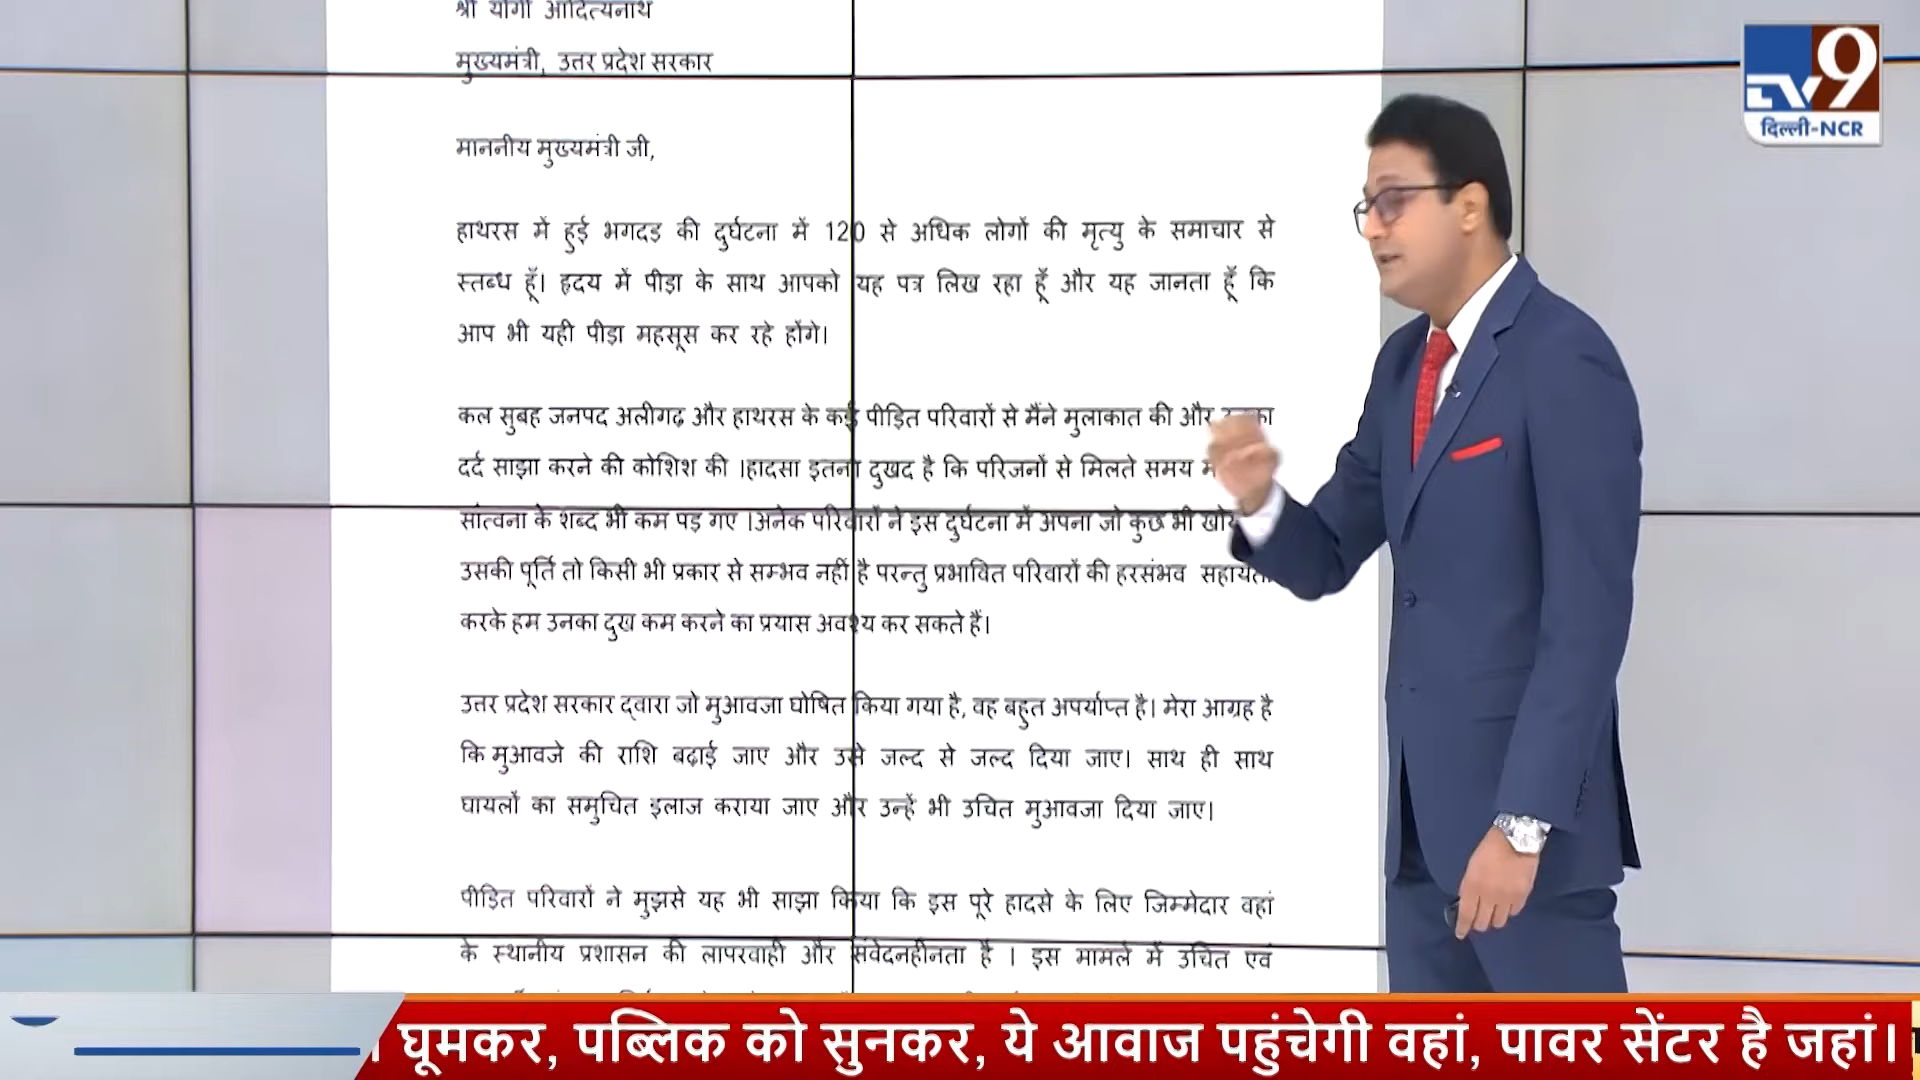 श्री योगी आदित्यनाथ
मुख्यमंत्री, उत्तर प्रदेश सरकार
माननीय मुख्यमंत्री जी,
हाथरस में हुई भगदड की दुर्घटना में 120 से अधिक लोगों की मृत्यु के समाचार से
स्तब्ध हूँ। हृदय में पीड़ा के साथ आपको यह पत्र लिख रहा हूँ और यह जानता हूँ कि
आप भी यही पीड़ा महसूस कर रहे होंगे।
कल सुबह जनपद अलीगढ़ और हाथरस के कई पीड़ित परिवारों से मैंने मुलाकात की और
दर्द साझा करने की कोशिश की ।हादसा इतना दुखद है कि परिजनों से मिलते समय
सांत्वना के शब्द भी कम पड़ गए ।अनेक परिवारों ने इस दुर्घटना में अपना जो कुछ भी
उसकी पूर्ति तो किसी भी प्रकार से सम्भव नहीं है परन्तु प्रभावित परिवारों की हरसंभव सहायता
करके हम उनका दुख कम करने का प्रयास अवश्य कर सकते हैं।
उत्तर प्रदेश सरकार द्वारा जो मुआवजा घोषित किया गया है, वह बहुत अपर्याप्त है। मेरा आग्रह है
कि मुआवजे की राशि बढ़ाई जाए और उसे जल्द से जल्द दिया जाए। साथ ही साथ
घायलों का समुचित इलाज कराया जाए और उन्हें भी उचित मुआवजा दिया जाए।
पीड़ित परिवारों ने मुझसे यह भी साझा किया कि इस पूरे हादसे के लिए जिम्मेदार वहां
के स्थानीय प्रशासन की लापरवाही और संवेदनहीनता है । इस मामले में उचित एवं
TV9
दिल्ली-NCR
घूमकर, पब्लिक को सुनकर, ये आवाज पहुंचेगी वहां, पावर सेंटर है जहां।